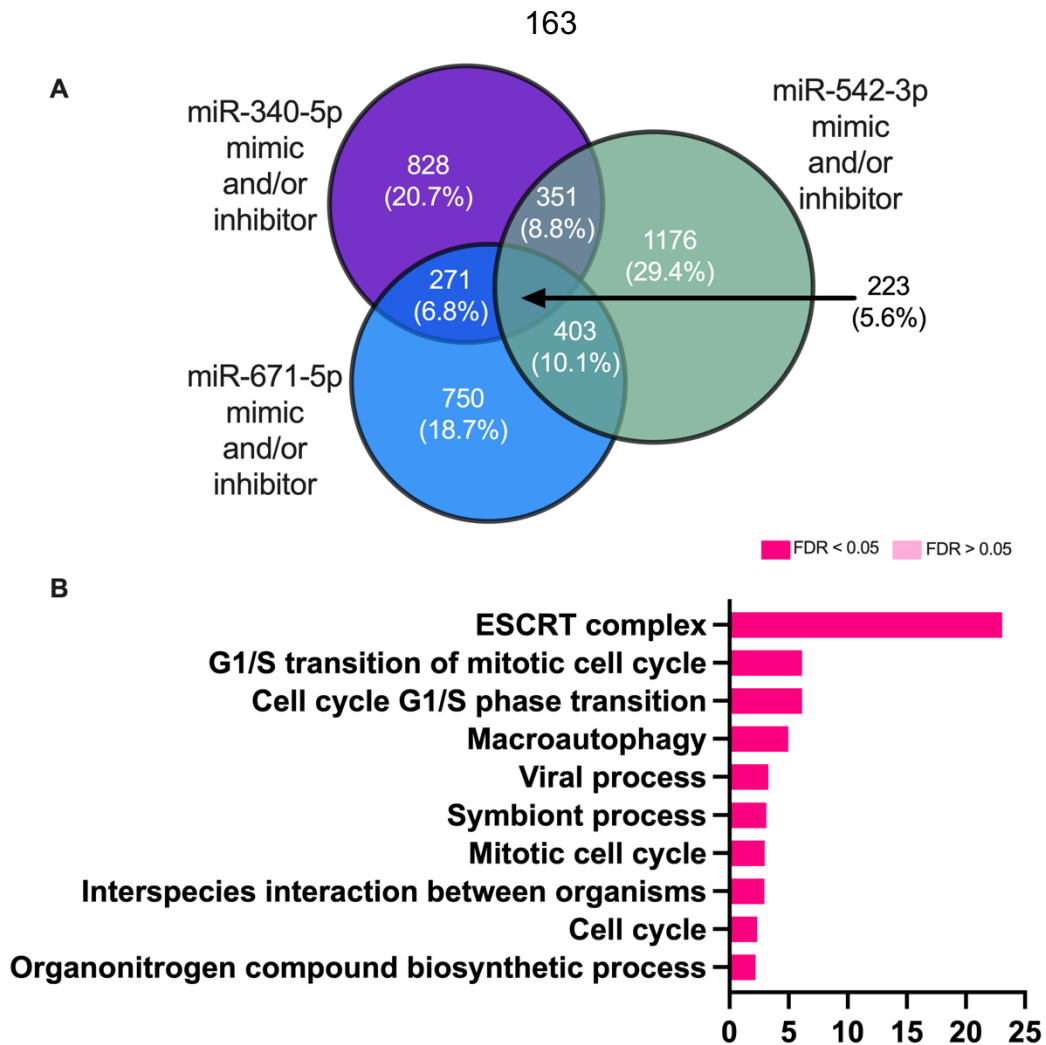 163
A
miR-340-5p
mimic
and/or
inhibitor
miR-542-3p
mimic
and/or
inhibitor
828
(20.7%)
351
(8.8%)
1176
(29.4%)
271
(6.8%)
223
(5.6%)
403
(10.1%)
miR-671-5p
mimic
and/or
inhibitor
750
(18.7%)
FDR < 0.05
FDR > 0.05
B
ESCRT complex
G1/S transition of mitotic cell cycle
Cell cycle G1/S phase transition
Macroautophagy
Viral process
Symbiont process
Mitotic cell cycle
Interspecies interaction between organisms
Cell cycle
Organonitrogen compound biosynthetic process
0 5 10 15 20 25